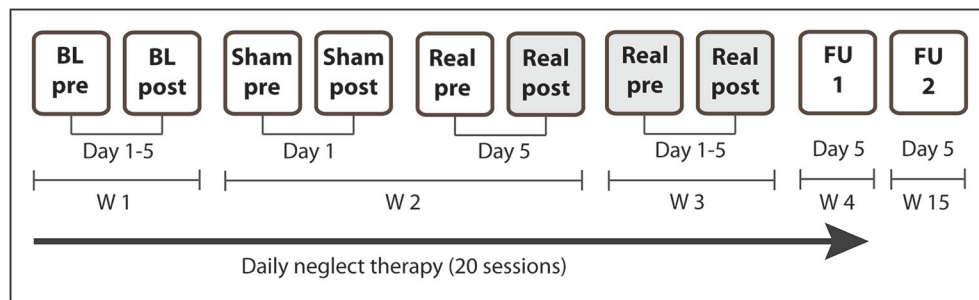 BL pre
BL post
Sham pre
Sham post
Real pre
Real post
Real pre
Real post
FU 1
FU 2
Day 1-5
Day 1
Day 5
Day 1-5
Day 5
Day 5
W 1
W 2
W 3
W 4
W 15
Daily neglect therapy (20 sessions)